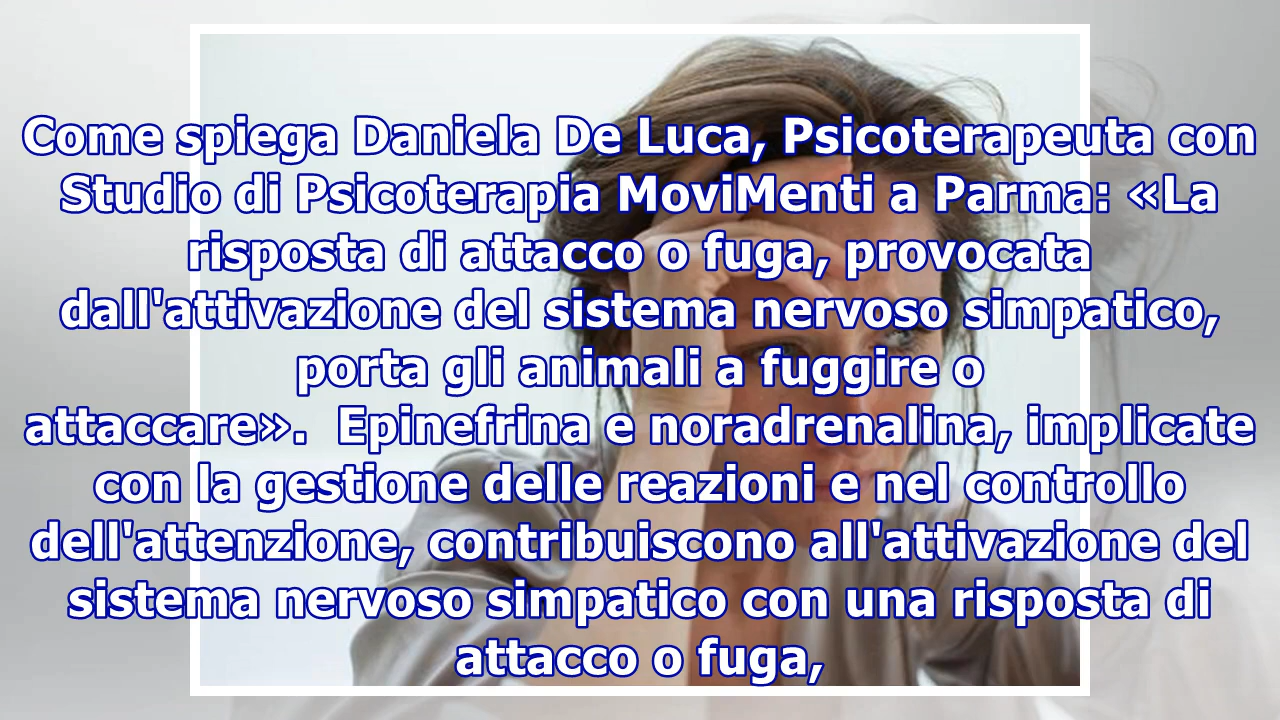 Come spiega Daniela De Luca, Psicoterapeuta con
Studio di Psicoterapia MoviMenti a Parma: «La
risposta di attacco o fuga, provocata
dall'attivazione del sistema nervoso simpatico,
porta gli animali a fuggire o
attaccare».  Epinefrina e noradrenalina, implicate
con la gestione delle reazioni e nel controllo
dell'attenzione, contribuiscono all'attivazione del
sistema nervoso simpatico con una risposta di
attacco o fuga,